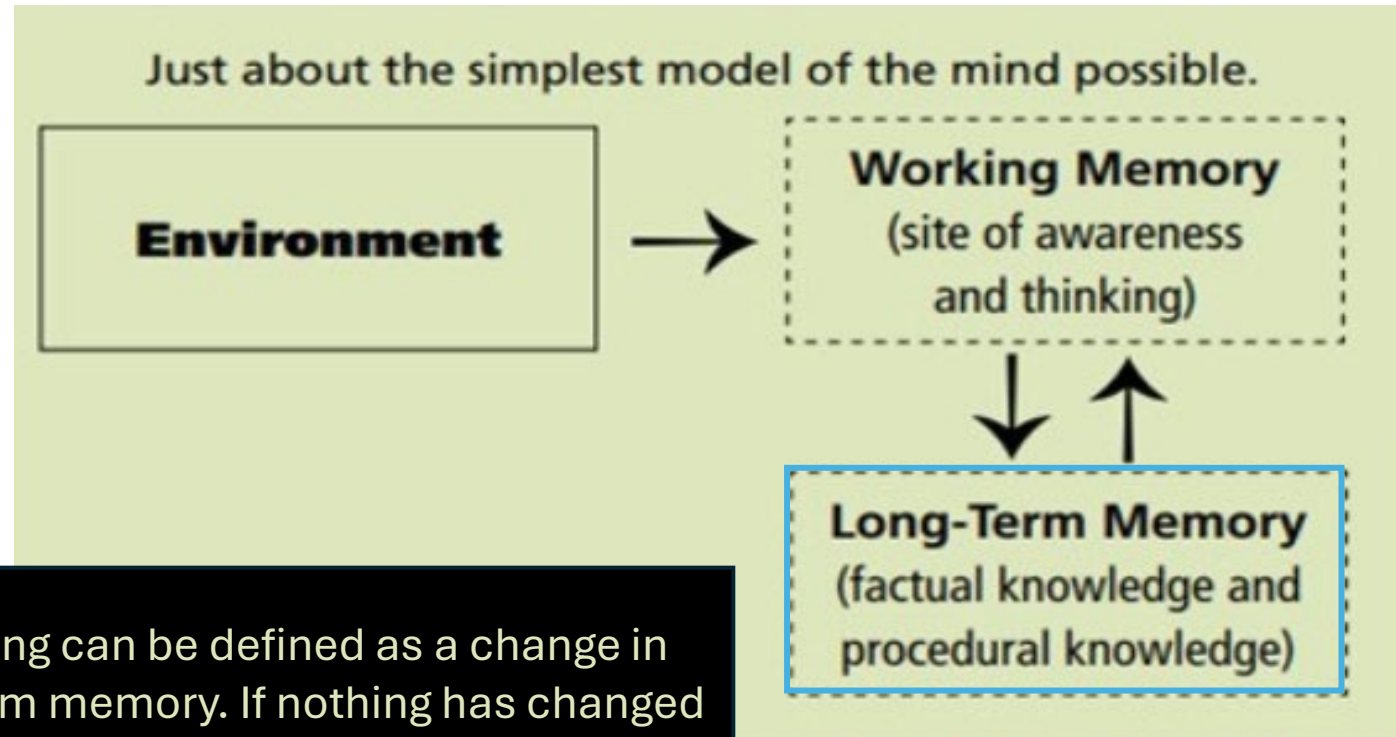 Just about the simplest model of the mind possible.
Environment
Working Memory
(site of awareness
and thinking)
Long-Term Memory
(factual knowledge and
procedural knowledge)
ng can be defined as a change in
m memory. If nothing has changed